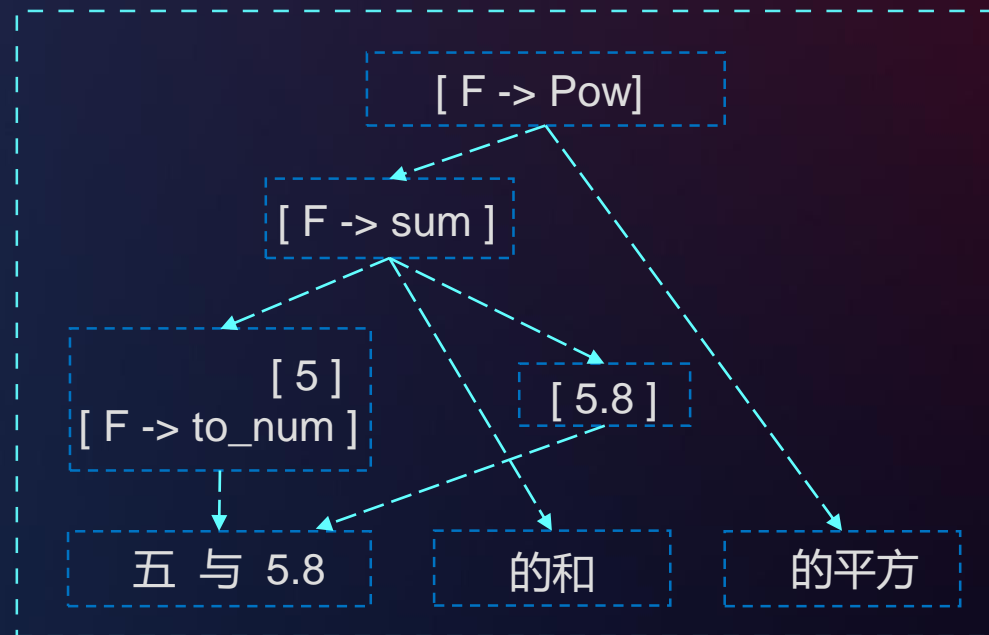 [ F -> Pow]
[ F -> sum ]
[ 5 ]
[ F -> to_num ]
[ 5.8 ]
五 与 5.8
的和
的平方